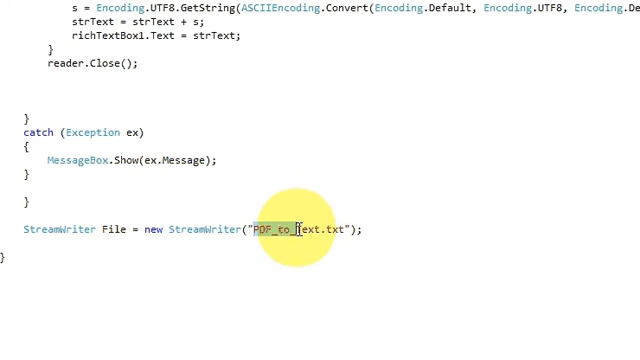 s = Encoding.UTF8.GetString(ASCIIEncoding.Convert(Encoding.Default, Encoding.UTF8, Encoding.De
strText = strText + s;
richTextBox1.Text = strText;
}
reader.Close();
}
catch (Exception ex)
{
MessageBox.Show(ex.Message);
}
}
StreamWriter File = new StreamWriter("PDF_to_Text.txt");
}